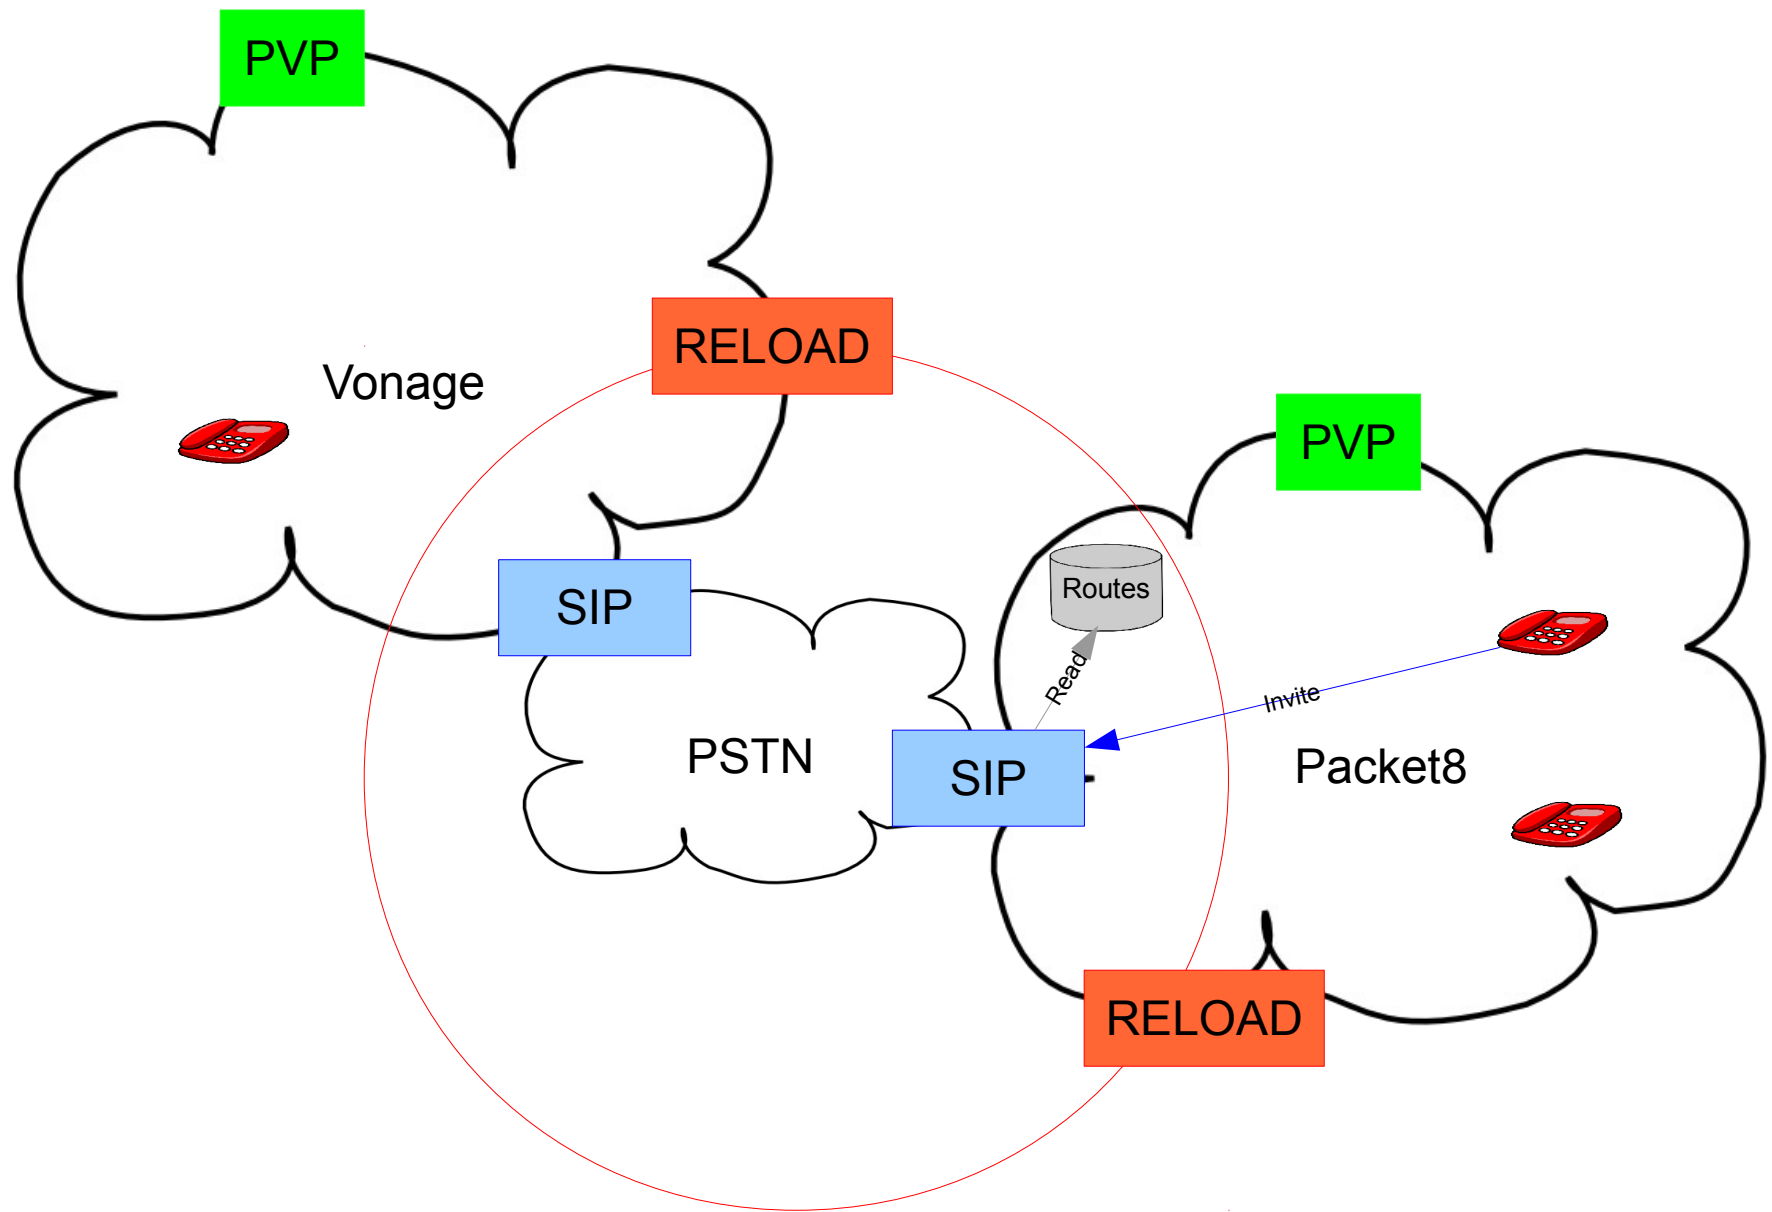 PVP
RELOAD
Vonage
PVP
Routes
SIP
Read
Invite
PSTN
SIP
Packet8
RELOAD